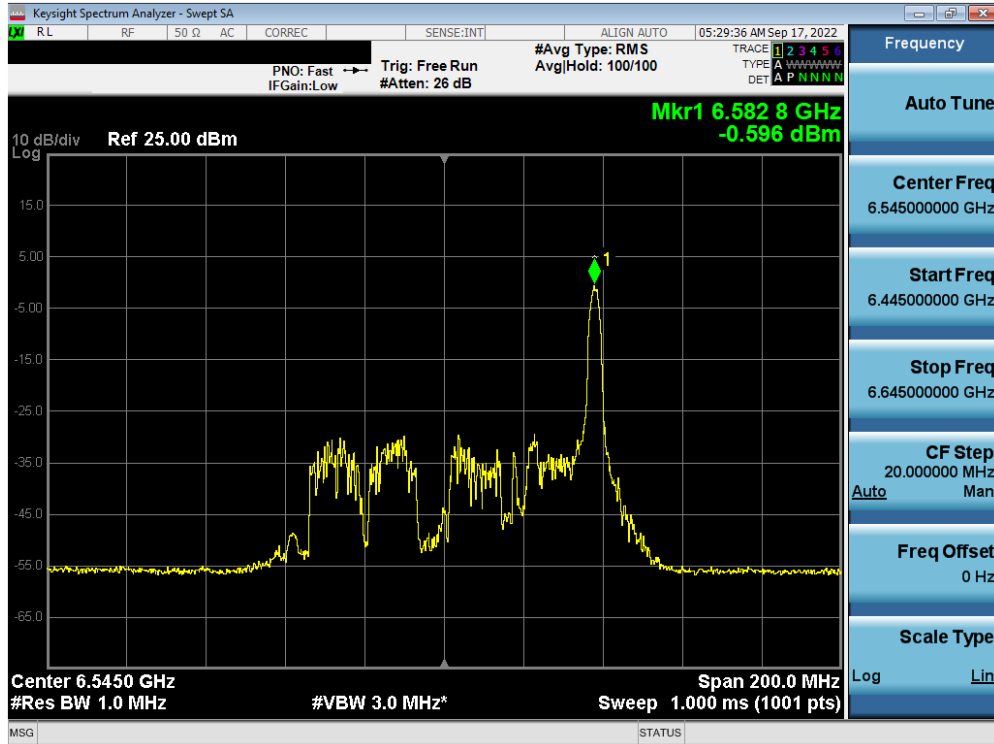 Keysight Spectrum Analyzer - Swept SA
LXI RL RF 50 Ω AC CORREC SENSE:INT ALIGN AUTO 05:29:36 AM Sep 17, 2022
PNO: Fast
IFGain:Low
Trig: Free Run
#Atten: 26 dB
#Avg Type: RMS
Avg|Hold: 100/100
TRACE 1 2 3 4 5 6
TYPE A WWWWW
DET A P N N N N
Mkr1 6.582 8 GHz
-0.596 dBm
10 dB/div Ref 25.00 dBm
Log
15.0
5.00
1
-5.00
-15.0
-25.0
-35.0
-45.0
-55.0
-65.0
Center 6.5450 GHz Span 200.0 MHz
#Res BW 1.0 MHz #VBW 3.0 MHz* Sweep 1.000 ms (1001 pts)
MSG STATUS
Frequency
Auto Tune
Center Freq
6.545000000 GHz
Start Freq
6.445000000 GHz
Stop Freq
6.645000000 GHz
CF Step
20.000000 MHz
Auto Man
Freq Offset
0 Hz
Scale Type
Log Lin